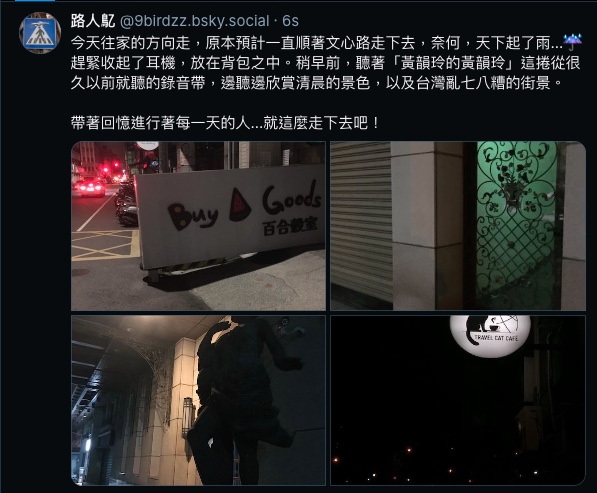 路人鴕 @9birdzz.bsky.social · 6s
今天往家的方向走，原本預計一直順著文心路走下去，奈何，天下起了雨...☔
趕緊收起了耳機，放在背包之中。稍早前，聽著「黃韻玲的黃韻玲」這捲從很
久以前就聽的錄音帶，邊聽邊欣賞清晨的景色，以及台灣亂七八糟的街景。
帶著回憶進行著每一天的人...就這麼走下去吧！
Buy Goods
百合穀室
TRAVEL CAT CAFE